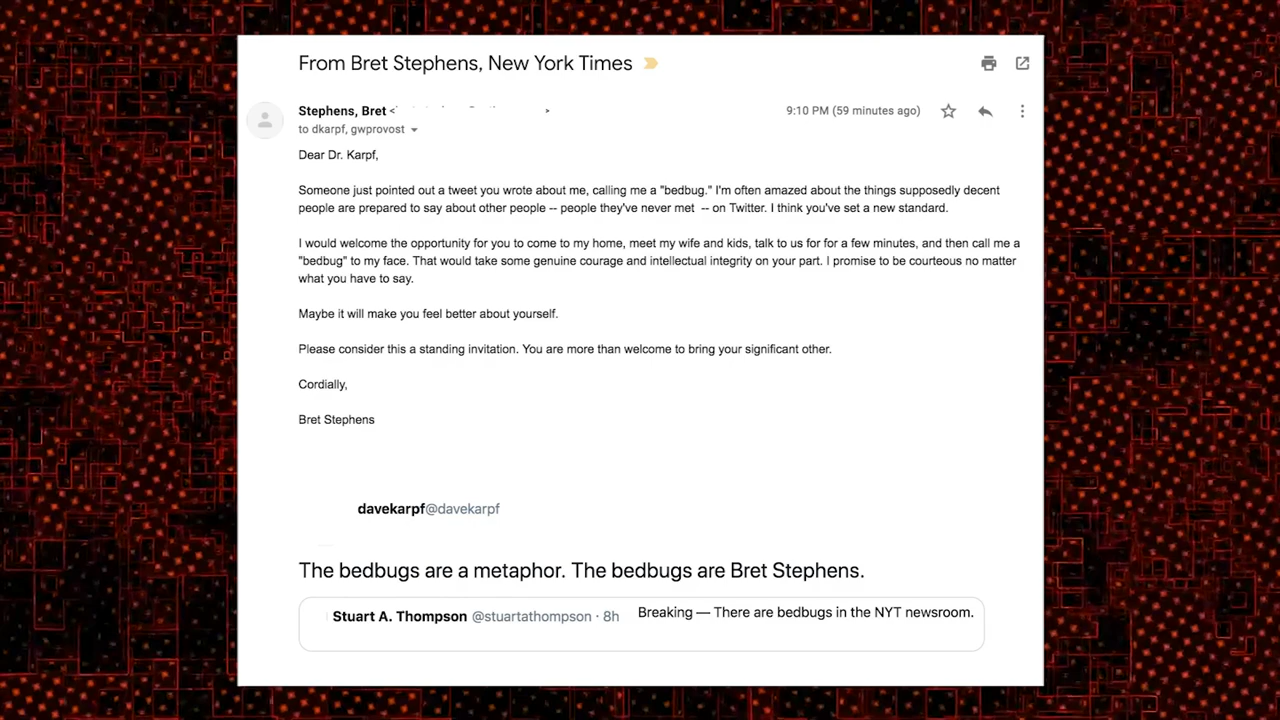 From Bret Stephens, New York Times
Stephens, Bret < >
9:10 PM (59 minutes ago)
to dkarpf, gwprovost
Dear Dr. Karpf,
Someone just pointed out a tweet you wrote about me, calling me a "bedbug." I'm often amazed about the things supposedly decent
people are prepared to say about other people -- people they've never met -- on Twitter. I think you've set a new standard.
I would welcome the opportunity for you to come to my home, meet my wife and kids, talk to us for for a few minutes, and then call me a
"bedbug" to my face. That would take some genuine courage and intellectual integrity on your part. I promise to be courteous no matter
what you have to say.
Maybe it will make you feel better about yourself.
Please consider this a standing invitation. You are more than welcome to bring your significant other.
Cordially,
Bret Stephens
davekarpf@davekarpf
The bedbugs are a metaphor. The bedbugs are Bret Stephens.
Stuart A. Thompson @stuartathompson · 8h Breaking — There are bedbugs in the NYT newsroom.